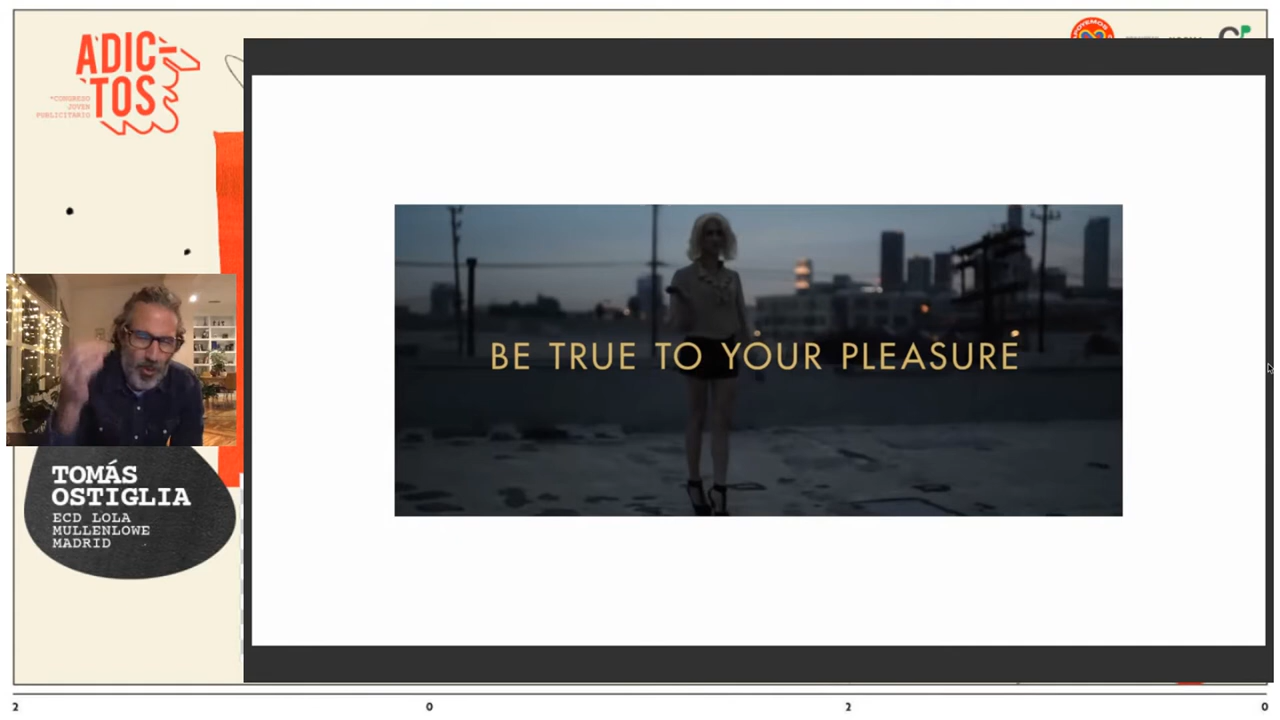 ADIC-
TOS
CONGRESO
JOVEN
PUBLICITARIO
BE TRUE TO YOUR PLEASURE
TOMÁS
OSTIGLIA
ECD LOLA
MULLENLOWE
MADRID
2 0 2 0